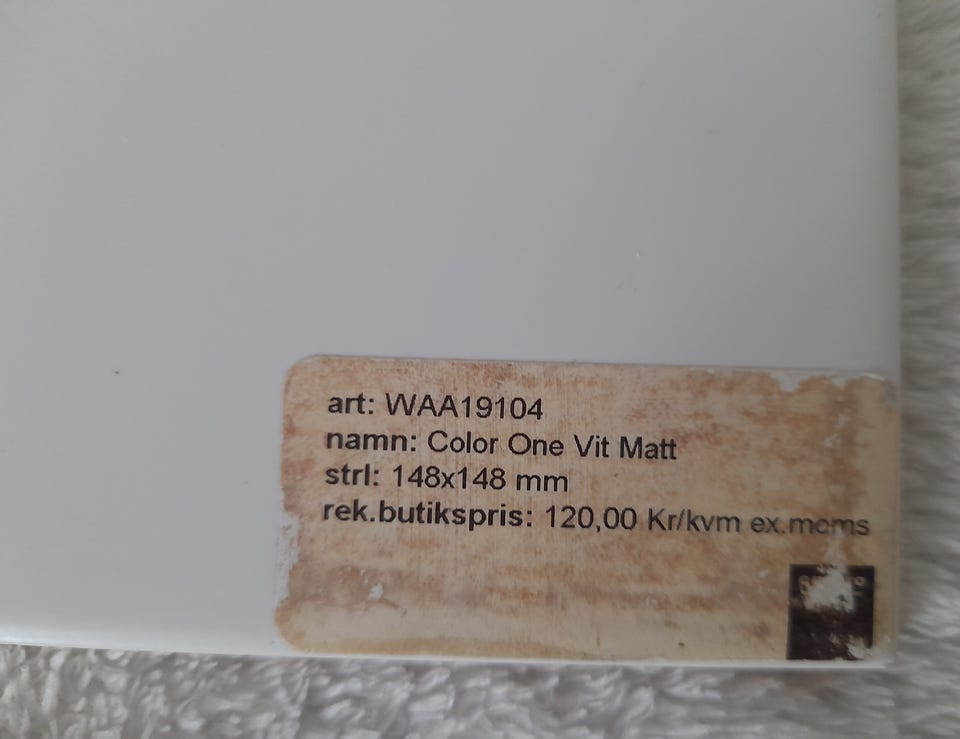 art: WAA19104
namn: Color One Vit Matt
strl: 148x148 mm
rek.butikspris: 120,00 Kr/kvm ex.moms